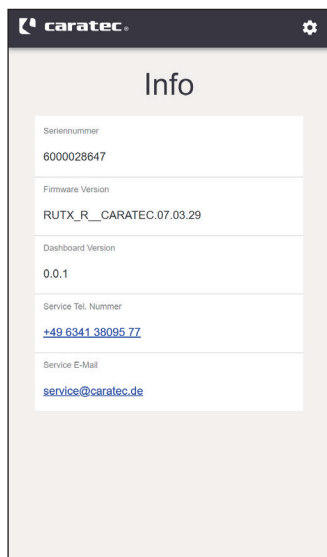 caratec®
Info
Seriennummer
6000028647
Firmware Version
RUTX_R__CARATEC.07.03.29
Dashboard Version
0.0.1
Service Tel. Nummer
+49 6341 38095 77
Service E-Mail
service@caratec.de